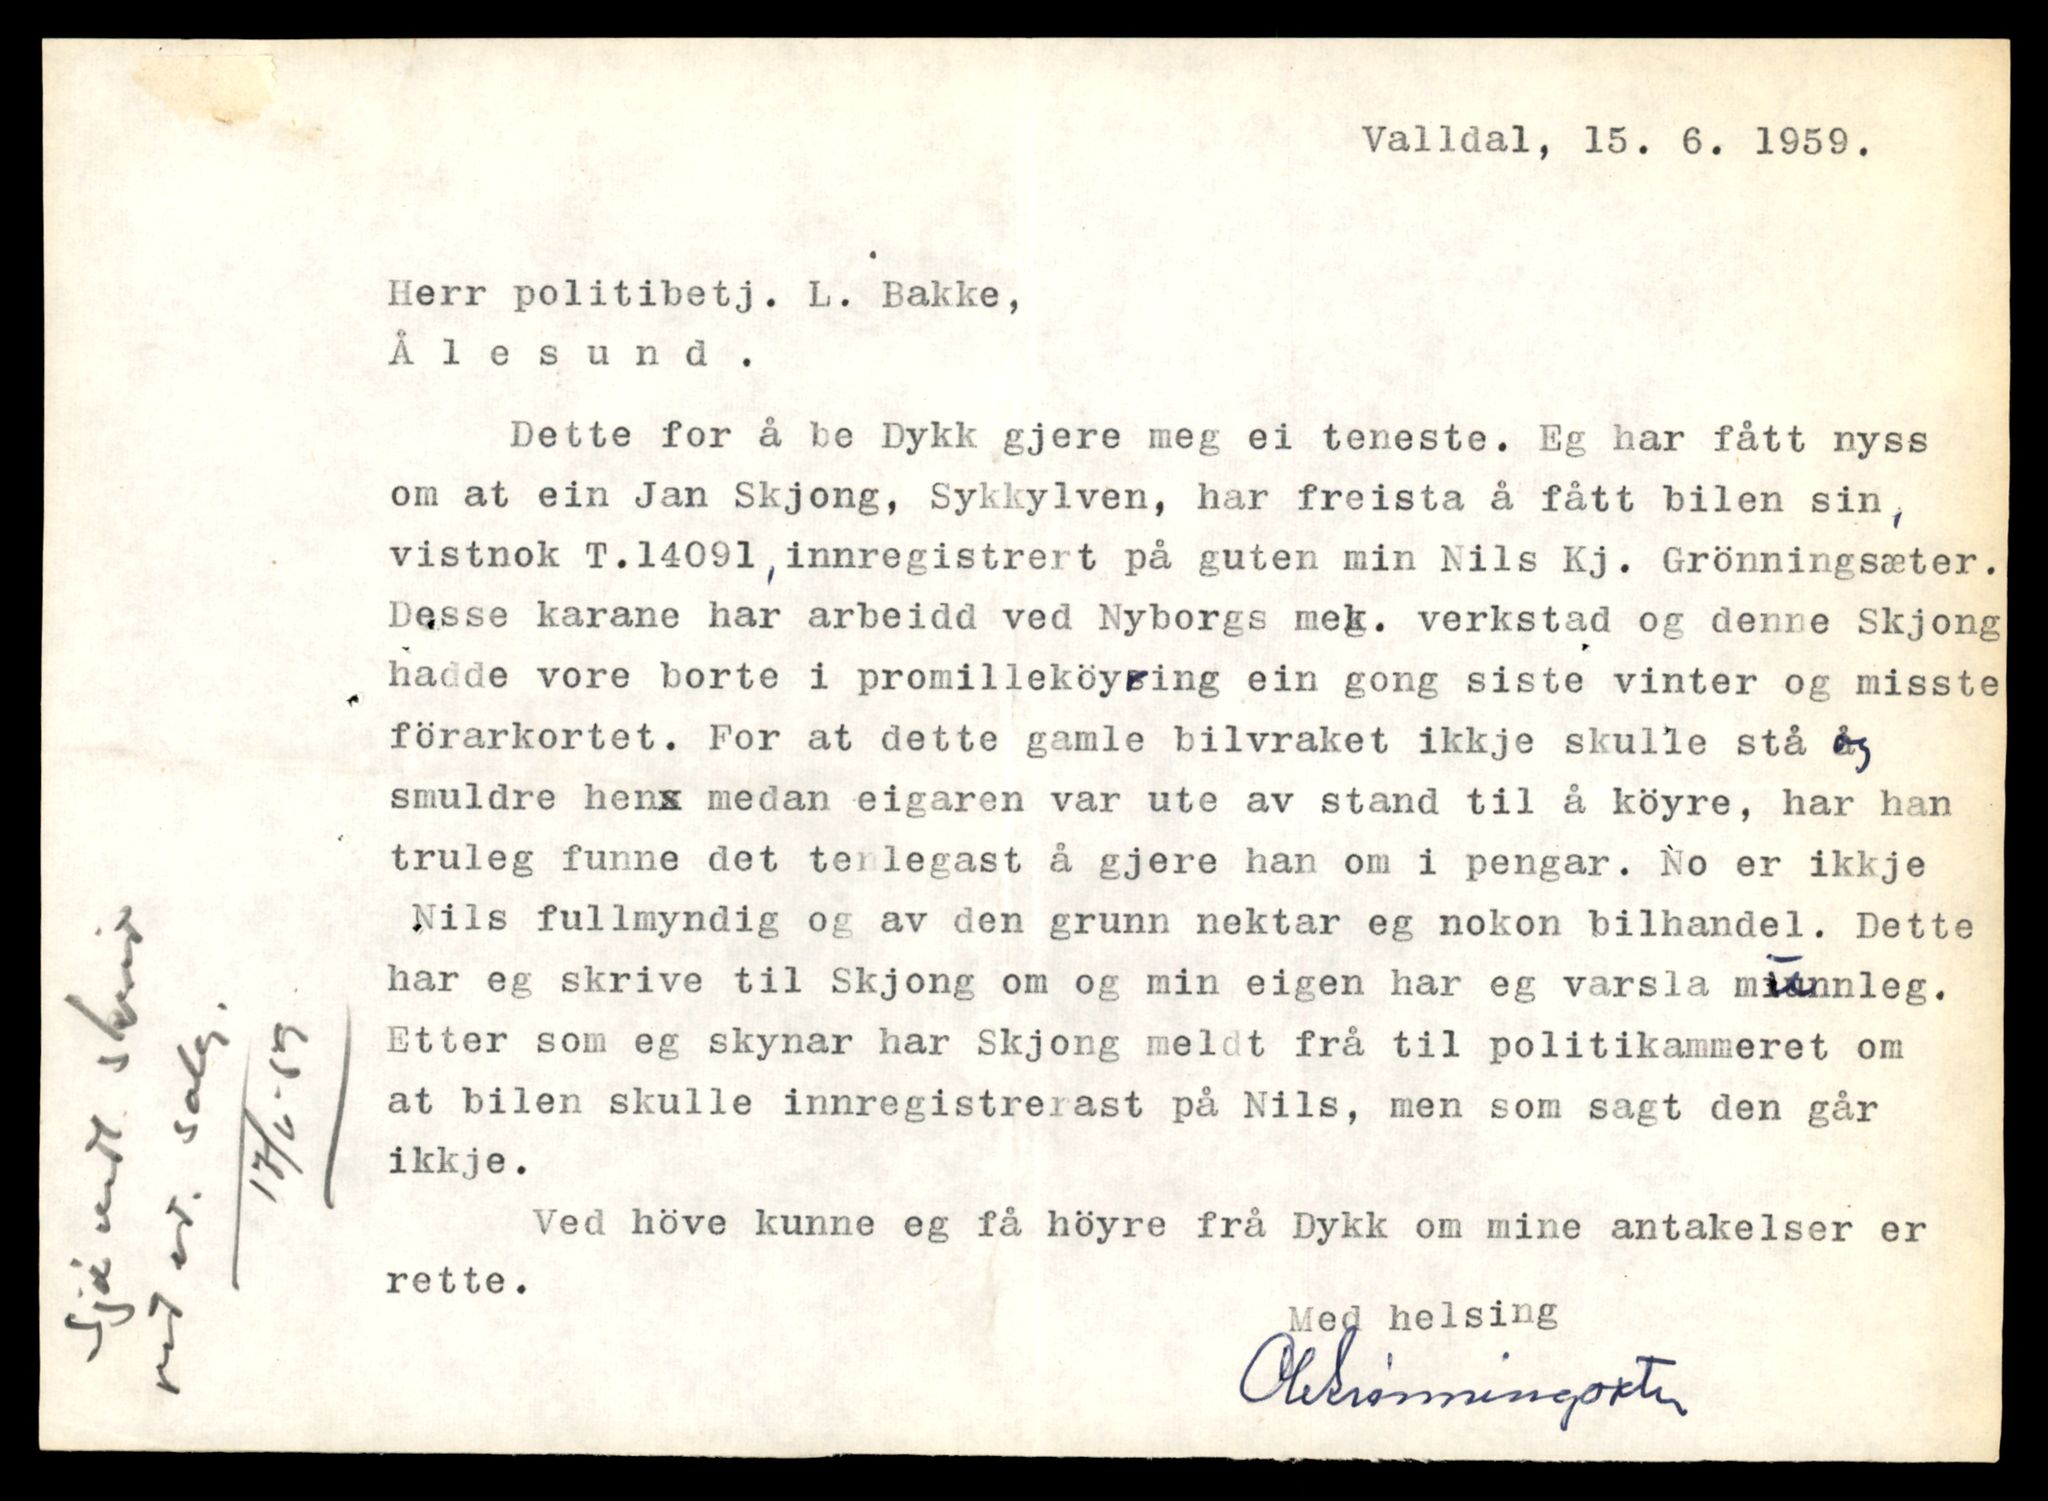 Valldal, 15. 6. 1959.
Herr politibetj. L. Bakke,
Å l e s u n d .
Dette for å be Dykk gjere meg ei teneste. Eg har fått nyss
om at ein Jan Skjong, Sykkylven, har freista å fått bilen sin,
vistnok T.14091, innregistrert på guten min Nils Kj. Grönningsæter.
Desse karane har arbeidd ved Nyborgs mek. verkstad og denne Skjong
hadde vore borte i promilleköyring ein gong siste vinter og misste
förarkortet. For at dette gamle bilvraket ikkje skulle stå og
smuldre henx medan eigaren var ute av stand til å köyre, har han
truleg funne det tenlegast å gjere han om i pengar. No er ikkje
Nils fullmyndig og av den grunn nektar eg nokon bilhandel. Dette
har eg skrive til Skjong om og min eigen har eg varsla munnleg.
Etter som eg skynar har Skjong meldt frå til politikammeret om
at bilen skulle innregistrerast på Nils, men som sagt den går
ikkje.
Ved höve kunne eg få höyre frå Dykk om mine antakelser er
rette.
Med helsing
Ole Grønningsæter
Sjå vedl. skriv
salg.
17/6-59